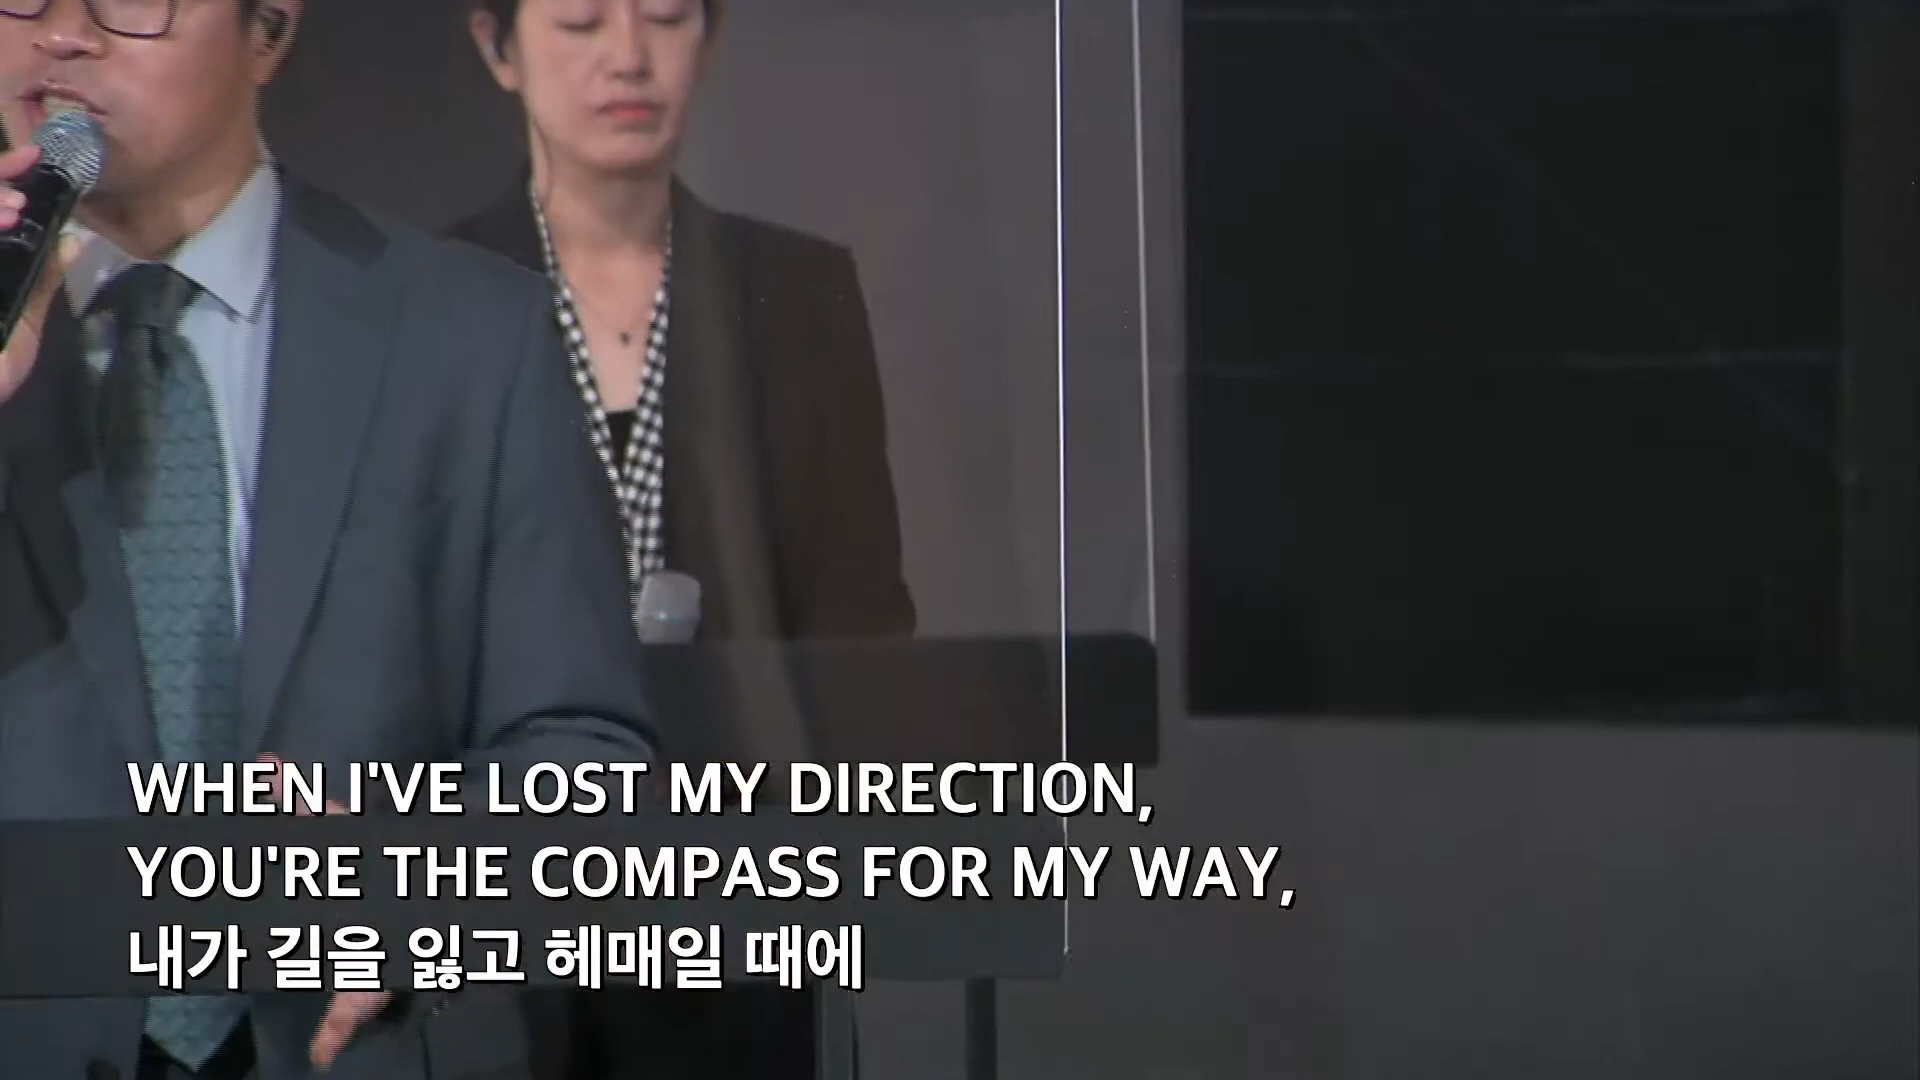 WHEN I'VE LOST MY DIRECTION,
YOU'RE THE COMPASS FOR MY WAY,
내가 길을 잃고 헤매일 때에